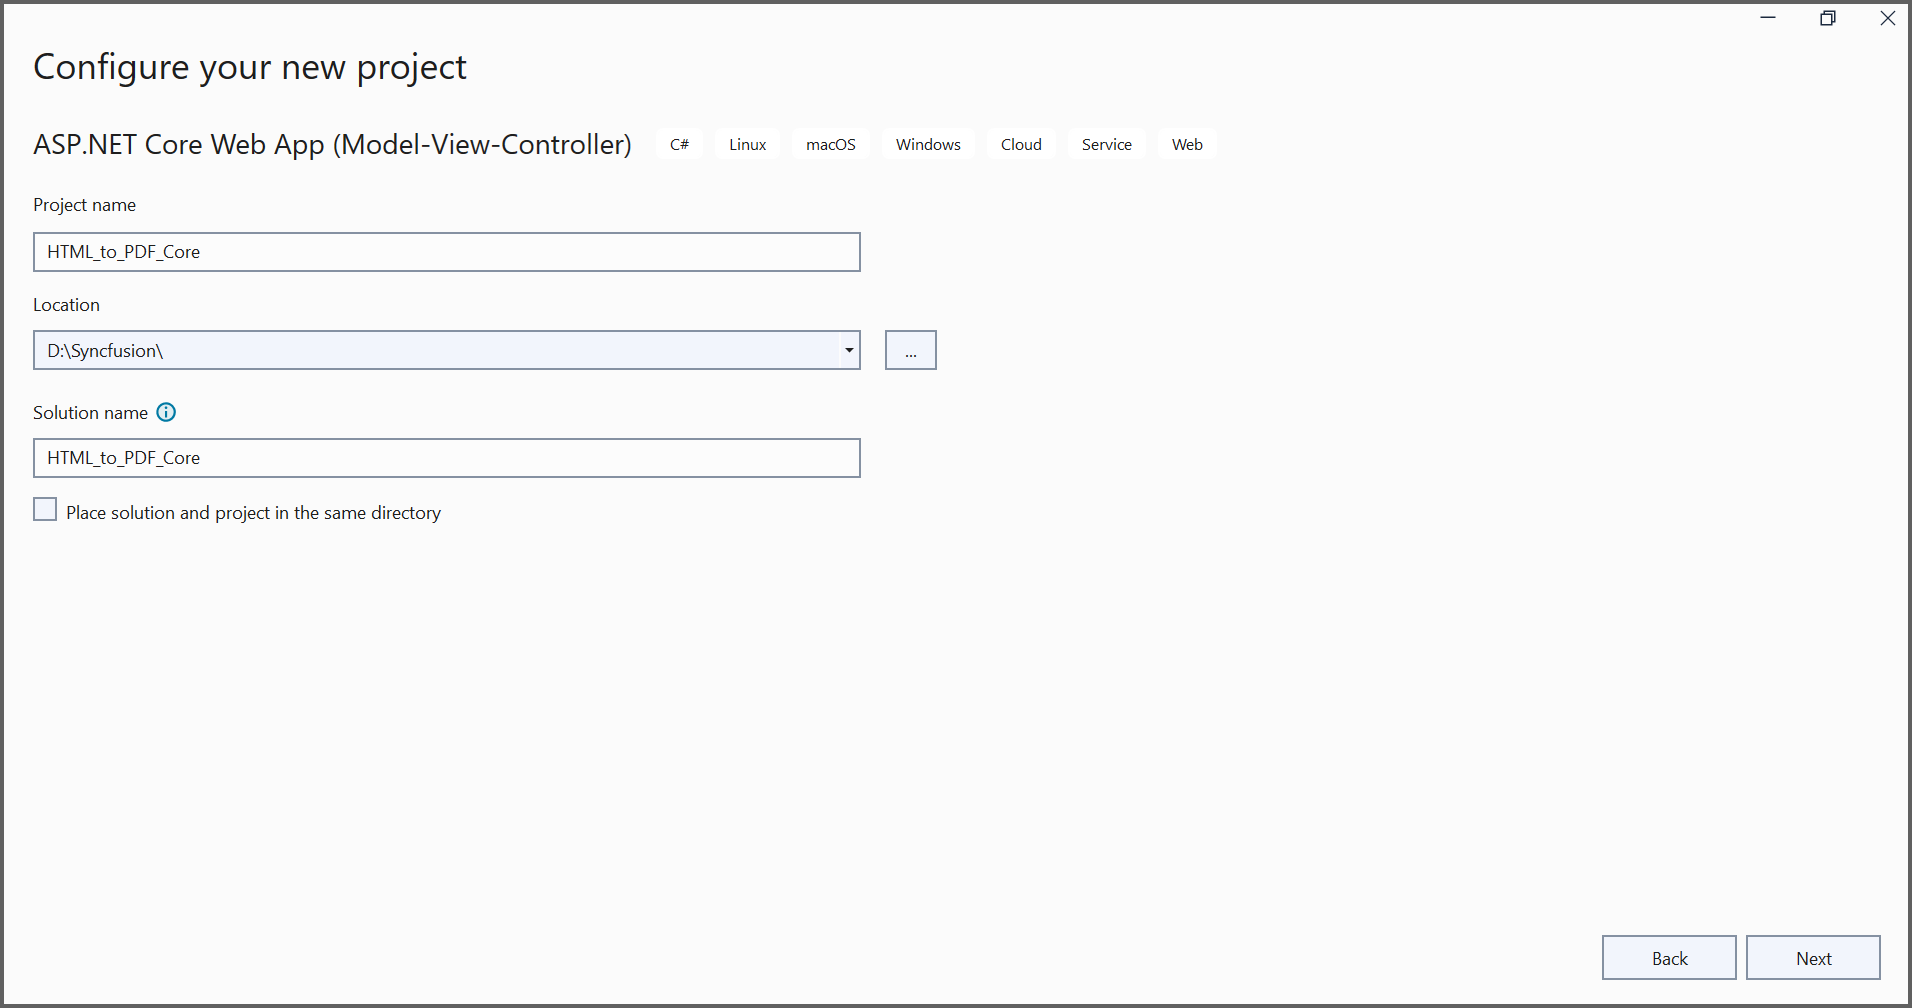 Configure your new project
ASP.NET Core Web App (Model-View-Controller) C# Linux macOS Windows Cloud Service Web
Project name
HTML_to_PDF_Core
Location
D:\Syncfusion\
...
Solution name
HTML_to_PDF_Core
Place solution and project in the same directory
Back Next